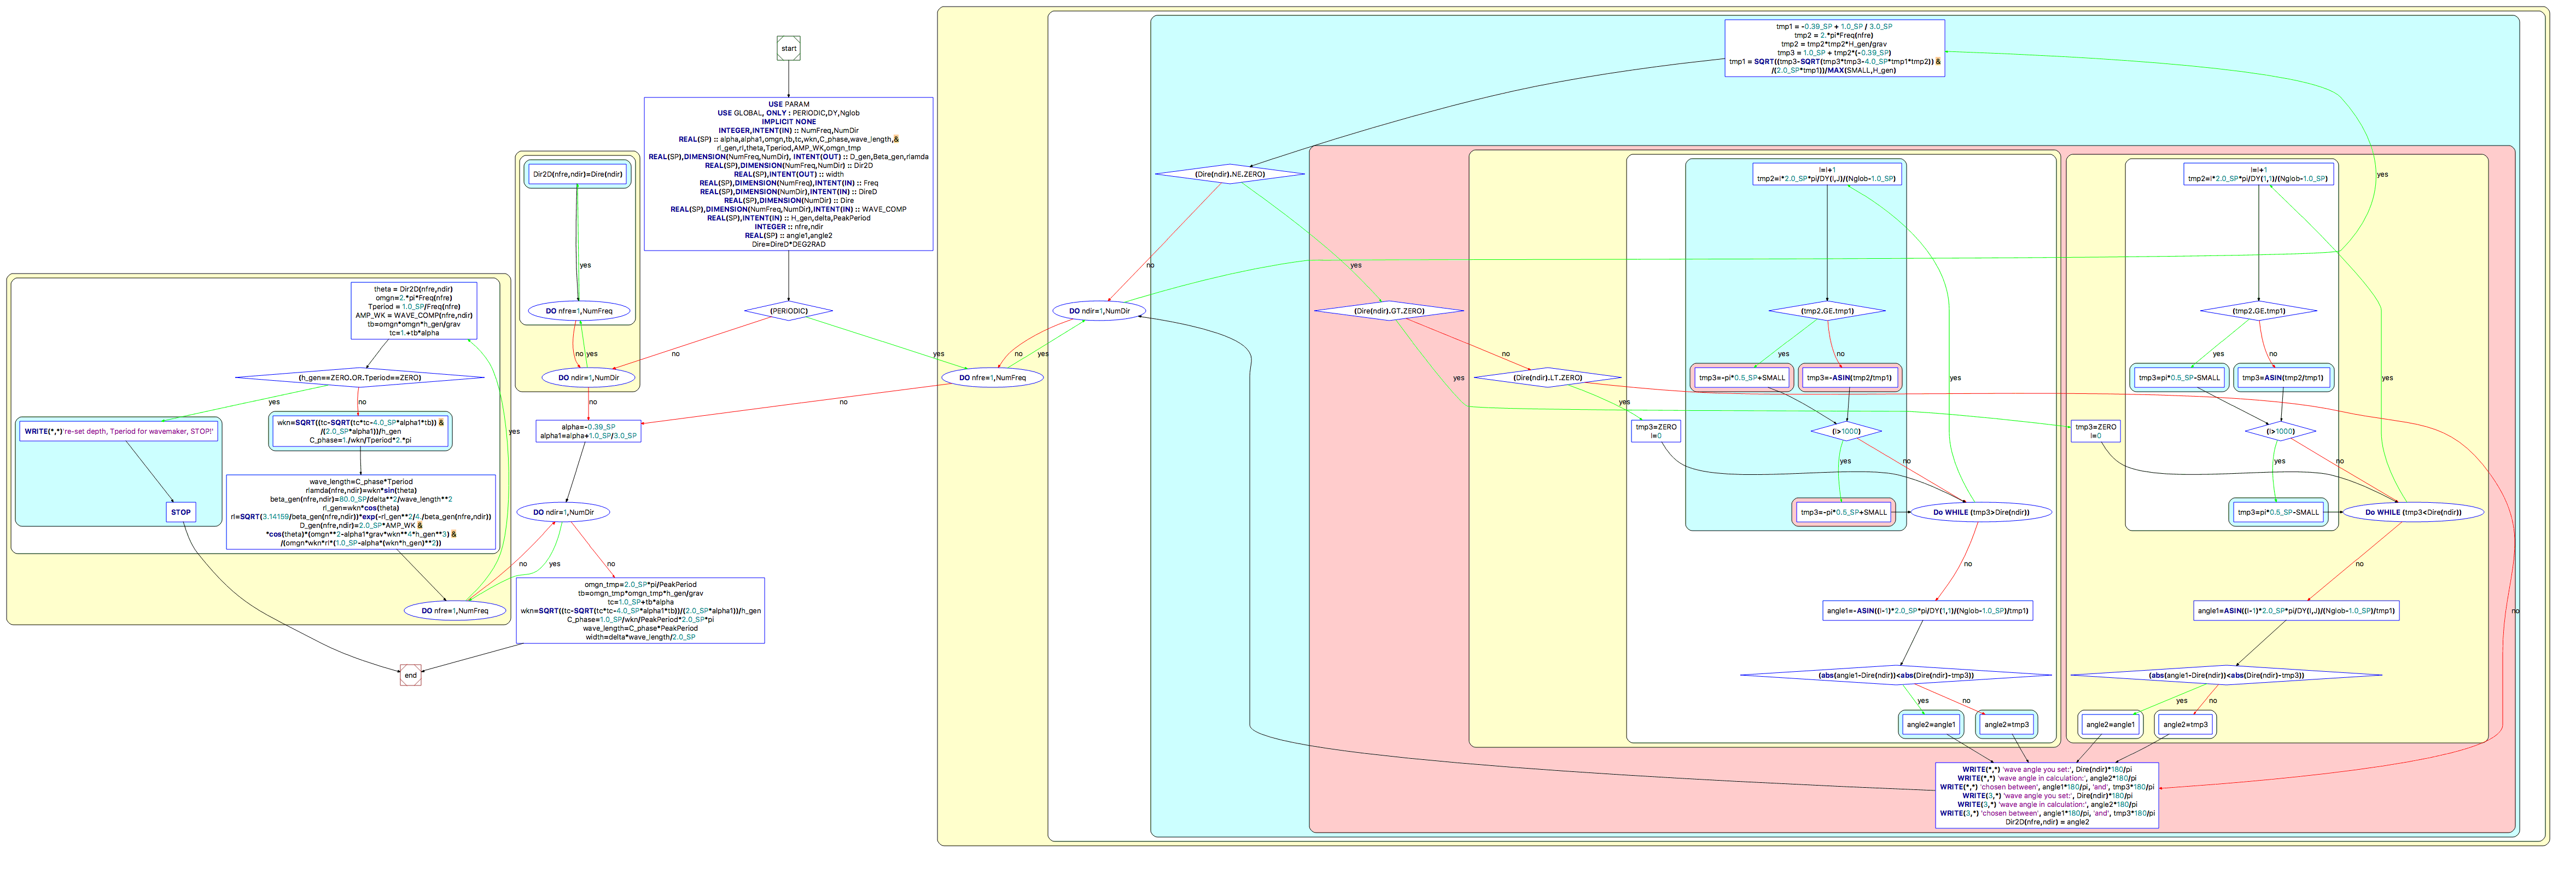 start
USE PARAM
USE GLOBAL, ONLY : PERIODIC,DY,Nglob
IMPLICIT NONE
INTEGER,INTENT(IN) :: NumFreq,NumDir
REAL(SP) :: alpha,alpha1,omgn,tb,tc,wkn,C_phase,wave_length,&
rl_gen,rl,theta,Tperiod,AMP_WK,omgn_tmp
REAL(SP),DIMENSION(NumFreq,NumDir), INTENT(OUT) :: D_gen,Beta_gen,rlamda
REAL(SP),DIMENSION(NumFreq,NumDir) :: Dir2D
REAL(SP),INTENT(OUT) :: width
REAL(SP),DIMENSION(NumFreq),INTENT(IN) :: Freq
REAL(SP),DIMENSION(NumDir),INTENT(IN) :: DireD
REAL(SP),DIMENSION(NumDir) :: Dire
REAL(SP),DIMENSION(NumFreq,NumDir),INTENT(IN) :: WAVE_COMP
REAL(SP),INTENT(IN) :: H_gen,delta,PeakPeriod
INTEGER :: nfre,ndir
REAL(SP) :: angle1,angle2
Dire=DireD*DEG2RAD
(PERIODIC)
no
yes
Dir2D(nfre,ndir)=Dire(ndir)
yes
DO nfre=1,NumFreq
no
yes
DO ndir=1,NumDir
no
alpha=-0.39_SP
alpha1=alpha+1.0_SP/3.0_SP
DO ndir=1,NumDir
no
yes
no
omgn_tmp=2.0_SP*pi/PeakPeriod
tb=omgn_tmp*omgn_tmp*h_gen/grav
tc=1.0_SP+tb*alpha
wkn=SQRT((tc-SQRT(tc*tc-4.0_SP*alpha1*tb))/(2.0_SP*alpha1))/h_gen
C_phase=1.0_SP/wkn/PeakPeriod*2.0_SP*pi
wave_length=C_phase*PeakPeriod
width=delta*wave_length/2.0_SP
theta = Dir2D(nfre,ndir)
omgn=2.*pi*Freq(nfre)
Tperiod = 1.0_SP/Freq(nfre)
AMP_WK = WAVE_COMP(nfre,ndir)
tb=omgn*omgn*h_gen/grav
tc=1.+tb*alpha
(h_gen==ZERO.OR.Tperiod==ZERO)
yes
no
yes
WRITE(*,*)'re-set depth, Tperiod for wavemaker, STOP!'
STOP
wkn=SQRT((tc-SQRT(tc*tc-4.0_SP*alpha1*tb)) &
/(2.0_SP*alpha1))/h_gen
C_phase=1./wkn/Tperiod*2.*pi
wave_length=C_phase*Tperiod
rlamda(nfre,ndir)=wkn*sin(theta)
beta_gen(nfre,ndir)=80.0_SP/delta**2/wave_length**2
rl_gen=wkn*cos(theta)
rl=SQRT(3.14159/beta_gen(nfre,ndir))*exp(-rl_gen**2/4./beta_gen(nfre,ndir))
D_gen(nfre,ndir)=2.0_SP*AMP_WK &
*cos(theta)*(omgn**2-alpha1*grav*wkn**4*h_gen**3) &
/(omgn*wkn*rl*(1.0_SP-alpha*(wkn*h_gen)**2))
DO nfre=1,NumFreq
end
DO nfre=1,NumFreq
no
no
yes
DO ndir=1,NumDir
tmp1 = -0.39_SP + 1.0_SP / 3.0_SP
tmp2 = 2.*pi*Freq(nfre)
tmp2 = tmp2*tmp2*H_gen/grav
tmp3 = 1.0_SP + tmp2*(-0.39_SP)
tmp1 = SQRT((tmp3-SQRT(tmp3*tmp3-4.0_SP*tmp1*tmp2)) &
/(2.0_SP*tmp1))/MAX(SMALL,H_gen)
yes
(Dire(ndir).NE.ZERO)
no
yes
(Dire(ndir).GT.ZERO)
yes
no
(Dire(ndir).LT.ZERO)
yes
no
tmp3=ZERO
I=0
I=I+1
tmp2=I*2.0_SP*pi/DY(I,J)/(Nglob-1.0_SP)
(tmp2.GE.tmp1)
yes
no
tmp3=-pi*0.5_SP+SMALL
tmp3=-ASIN(tmp2/tmp1)
(I>1000)
yes
no
yes
tmp3=-pi*0.5_SP+SMALL
Do WHILE (tmp3>Dire(ndir))
no
angle1=-ASIN((I-1)*2.0_SP*pi/DY(1,1)/(Nglob-1.0_SP)/tmp1)
(abs(angle1-Dire(ndir))<abs(Dire(ndir)-tmp3))
yes
no
angle2=angle1
angle2=tmp3
tmp3=ZERO
I=0
I=I+1
tmp2=I*2.0_SP*pi/DY(1,1)/(Nglob-1.0_SP)
(tmp2.GE.tmp1)
yes
no
tmp3=pi*0.5_SP-SMALL
tmp3=ASIN(tmp2/tmp1)
(I>1000)
yes
no
yes
tmp3=pi*0.5_SP-SMALL
Do WHILE (tmp3<Dire(ndir))
no
angle1=ASIN((I-1)*2.0_SP*pi/DY(I,J)/(Nglob-1.0_SP)/tmp1)
(abs(angle1-Dire(ndir))<abs(Dire(ndir)-tmp3))
yes
no
angle2=angle1
angle2=tmp3
WRITE(*,*) 'wave angle you set:', Dire(ndir)*180/pi
WRITE(*,*) 'wave angle in calculation:', angle2*180/pi
WRITE(*,*) 'chosen between', angle1*180/pi, 'and', tmp3*180/pi
WRITE(3,*) 'wave angle you set:', Dire(ndir)*180/pi
WRITE(3,*) 'wave angle in calculation:', angle2*180/pi
WRITE(3,*) 'chosen between', angle1*180/pi, 'and', tmp3*180/pi
Dir2D(nfre,ndir) = angle2